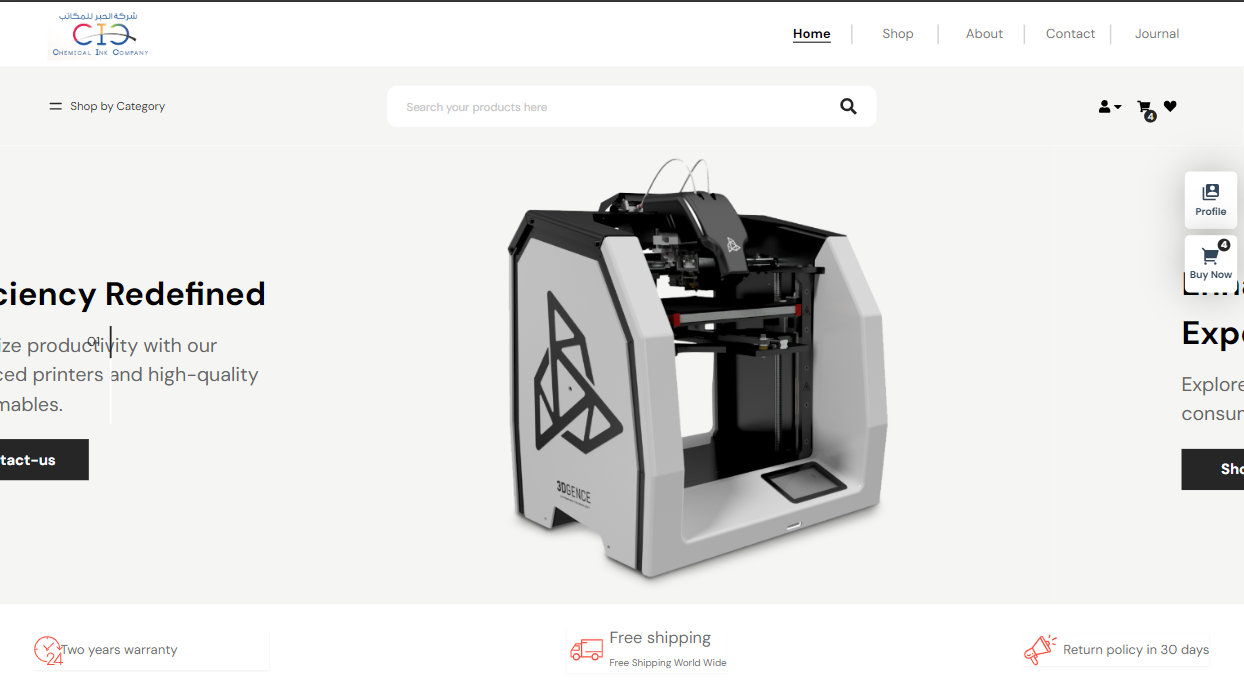 شركة الحبر للمكاتب
CIC
CHEMICAL INK COMPANY
Home
Shop
About
Contact
Journal
Shop by Category
Search your products here
4
Profile
4
Buy Now
ciency Redefined
ize productivity with our
ced printers and high-quality
mables.
tact-us
3DGENCE
Exp
Explore
consum
Sho
24
Two years warranty
Free shipping
Free Shipping World Wide
Return policy in 30 days